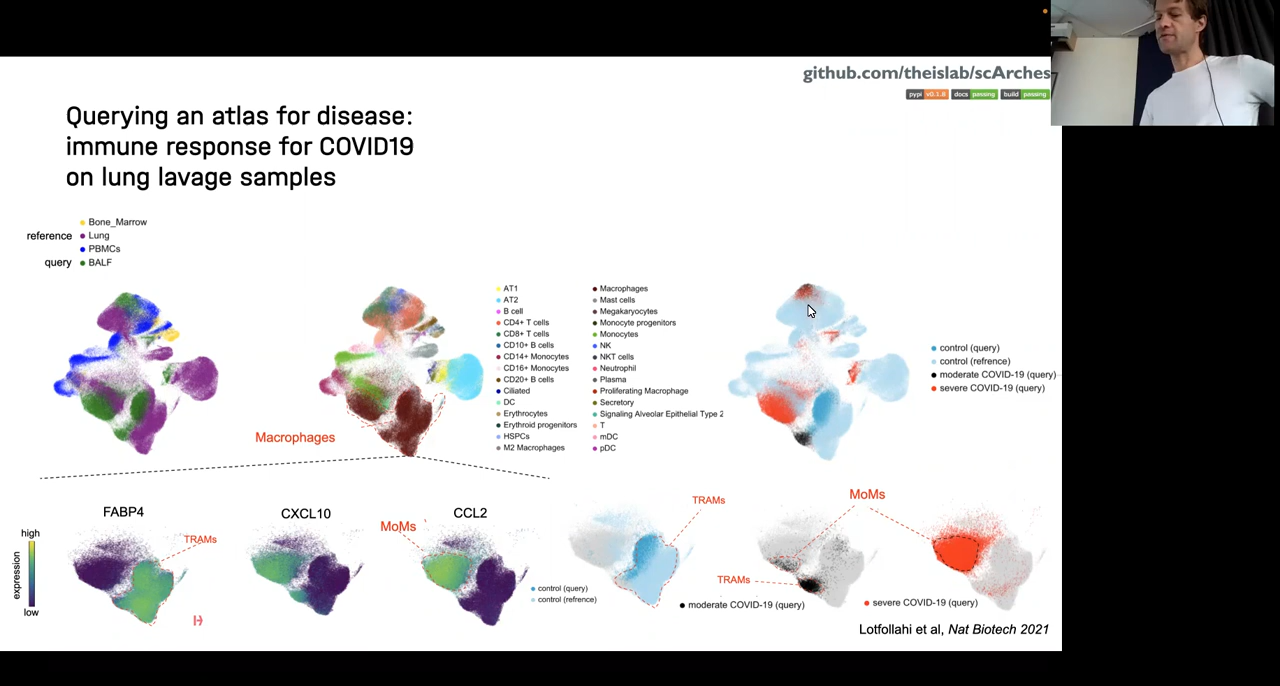 github.com/theislab/scArches
pypi v0.1.8 docs passing build passing
Querying an atlas for disease:
immune response for COVID19
on lung lavage samples
Bone_Marrow
reference Lung
PBMCs
query BALF
AT1
AT2
B cell
CD4+ T cells
CD8+ T cells
CD10+ B cells
CD14+ Monocytes
CD16+ Monocytes
CD20+ B cells
Ciliated
DC
Erythrocytes
Erythroid progenitors
HSPCs
M2 Macrophages
Macrophages
Mast cells
Megakaryocytes
Monocyte progenitors
Monocytes
NK
NKT cells
Neutrophil
Plasma
Proliferating Macrophage
Secretory
Signaling Alveolar Epithelial Type 2
T
mDC
pDC
control (query)
control (refrence)
moderate COVID-19 (query)
severe COVID-19 (query)
Macrophages
FABP4
CXCL10
CCL2
high
expression
low
TRAMs
MoMs
control (query)
control (refrence)
TRAMs
MoMs
TRAMs
moderate COVID-19 (query)
severe COVID-19 (query)
Lotfollahi et al, Nat Biotech 2021